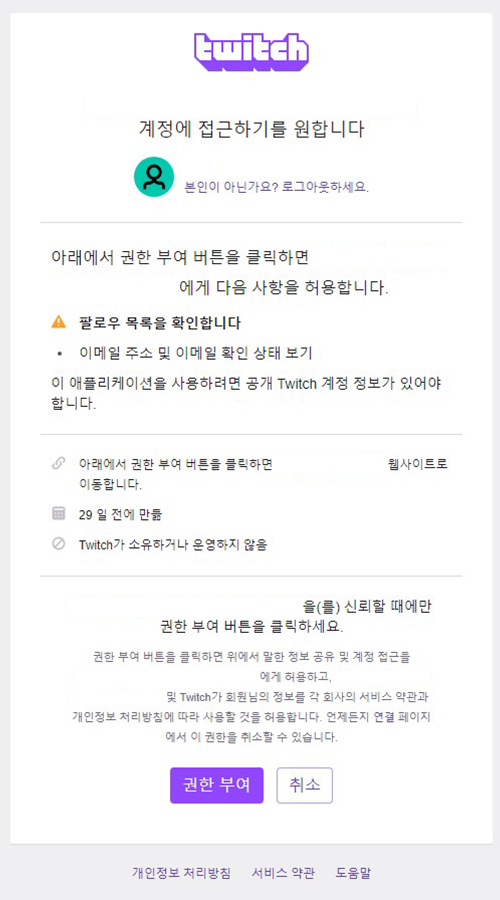 twitch
계정에 접근하기를 원합니다
본인이 아닌가요? 로그아웃하세요.
아래에서 권한 부여 버튼을 클릭하면
에게 다음 사항을 허용합니다.
팔로우 목록을 확인합니다
• 이메일 주소 및 이메일 확인 상태 보기
이 애플리케이션을 사용하려면 공개 Twitch 계정 정보가 있어야
합니다.
아래에서 권한 부여 버튼을 클릭하면 웹사이트로
이동합니다.
29 일 전에 만듦
Twitch가 소유하거나 운영하지 않음
을(를) 신뢰할 때에만
권한 부여 버튼을 클릭하세요.
권한 부여 버튼을 클릭하면 위에서 말한 정보 공유 및 계정 접근을
에게 허용하고,
및 Twitch가 회원님의 정보를 각 회사의 서비스 약관과
개인정보 처리방침에 따라 사용할 것을 허용합니다. 언제든지 연결 페이지
에서 이 권한을 취소할 수 있습니다.
권한 부여 취소
개인정보 처리방침 서비스 약관 도움말